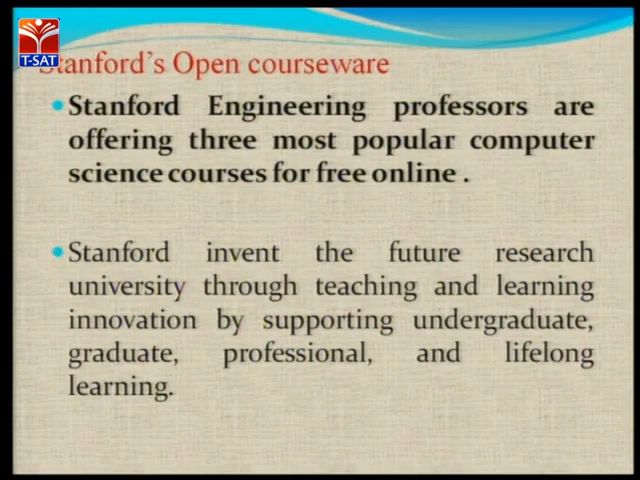 T-SAT
Stanford's Open courseware
Stanford Engineering professors are
offering three most popular computer
science courses for free online .
Stanford invent the future research
university through teaching and learning
innovation by supporting undergraduate,
graduate, professional, and lifelong
learning.